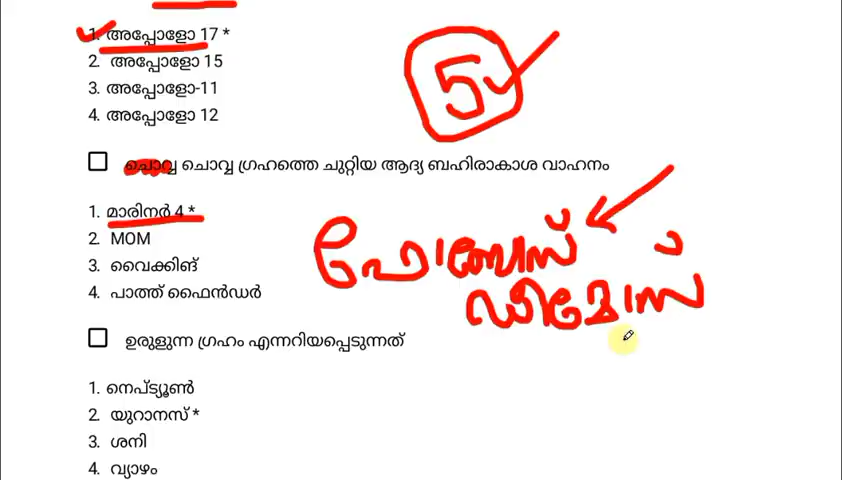 1. അപ്പോളോ 17 *
2. അപ്പോളോ 15
3. അപ്പോളോ-11
4. അപ്പോളോ 12
5
ചൊവ്വ ചൊവ്വ ഗ്രഹത്തെ ചുറ്റിയ ആദ്യ ബഹിരാകാശ വാഹനം
1. മാരിനർ 4 *
2. MOM
3. വൈക്കിങ്
4. പാത്ത് ഫൈൻഡർ
ഫോബോസ്
ഡീമോസ്
ഉരുളുന്ന ഗ്രഹം എന്നറിയപ്പെടുന്നത്
1. നെപ്ട്യൂൺ
2. യുറാനസ് *
3. ശനി
4. വ്യാഴം